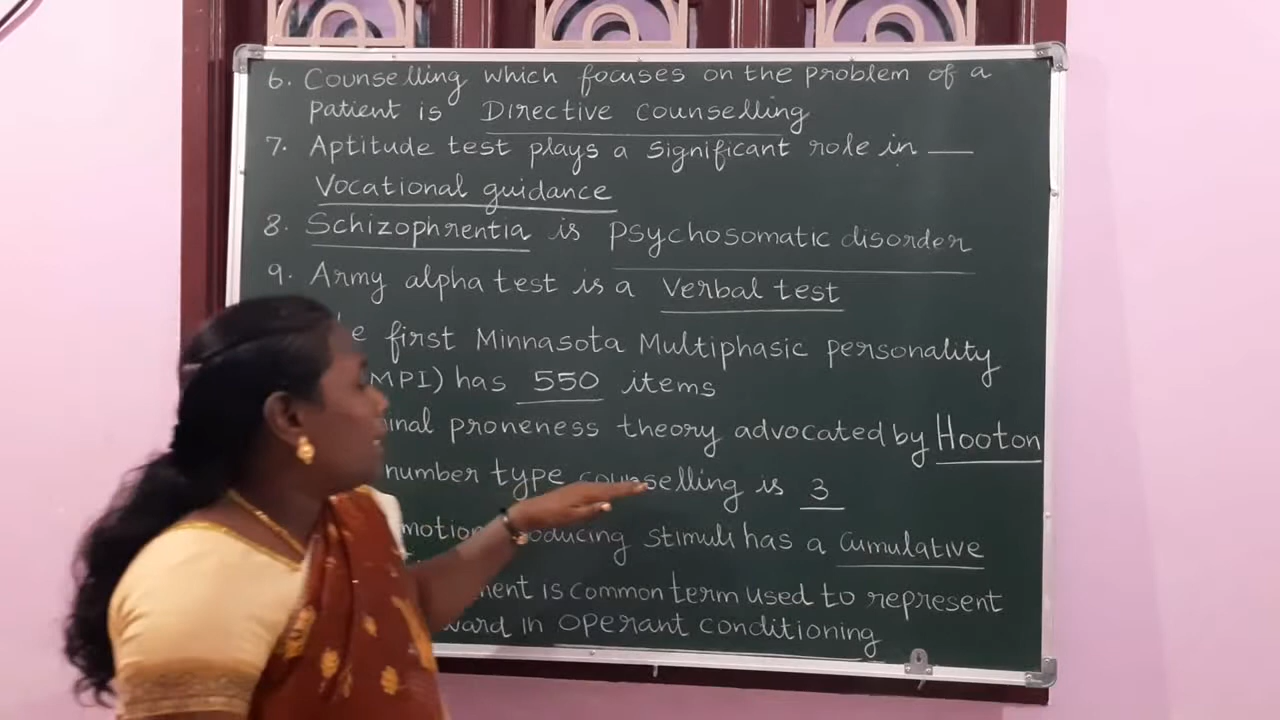 6. Counselling which focuses on the problem of a
patient is Directive counselling
7. Aptitude test plays a significant role in __
Vocational guidance
8. Schizophrentia is psychosomatic disorder
9. Army alpha test is a verbal test
first Minnasota Multiphasic personality
MPI) has 550 items
proneness theory advocated by Hooton
number type counselling is 3
stimuli has a cumulative
is common term used to represent
in operant conditioning